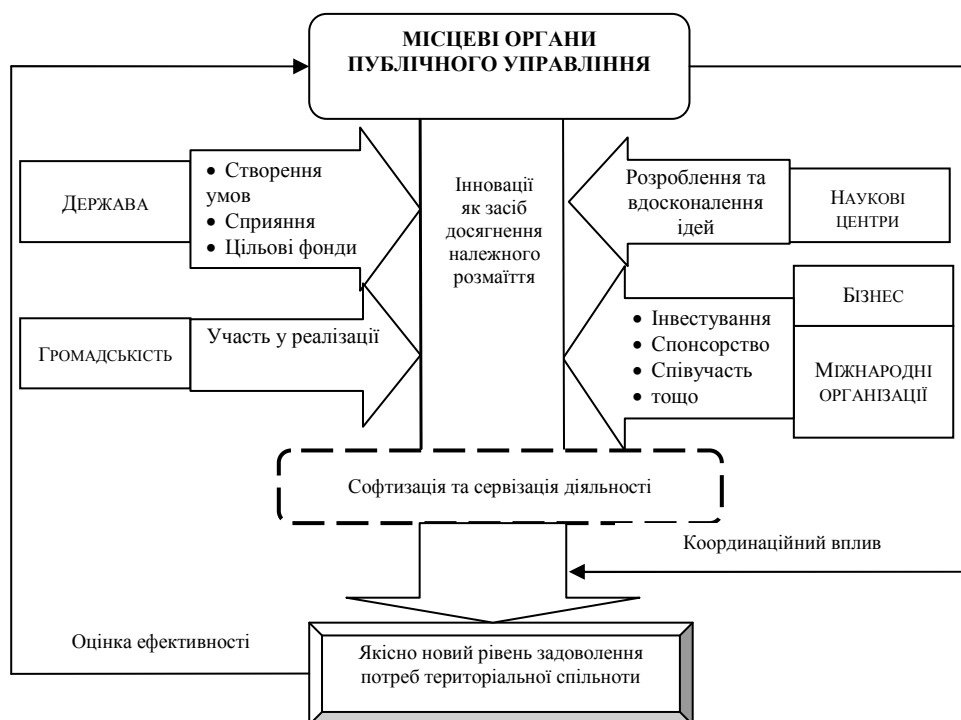 МІСЦЕВІ ОРГАНИ
ПУБЛІЧНОГО УПРАВЛІННЯ
ДЕРЖАВА
• Створення
умов
• Сприяння
• Цільові фонди
Інновації
як засіб
досягнення
належного
розмаїття
Розроблення та
вдосконалення
ідей
НАУКОВІ
ЦЕНТРИ
ГРОМАДСЬКІСТЬ
Участь у реалізації
• Інвестування
• Спонсорство
• Співучасть
• тощо
БІЗНЕС
МІЖНАРОДНІ
ОРГАНІЗАЦІЇ
Софтизація та сервізація діяльності
Координаційний вплив
Оцінка ефективності
Якісно новий рівень задоволення
потреб територіальної спільноти